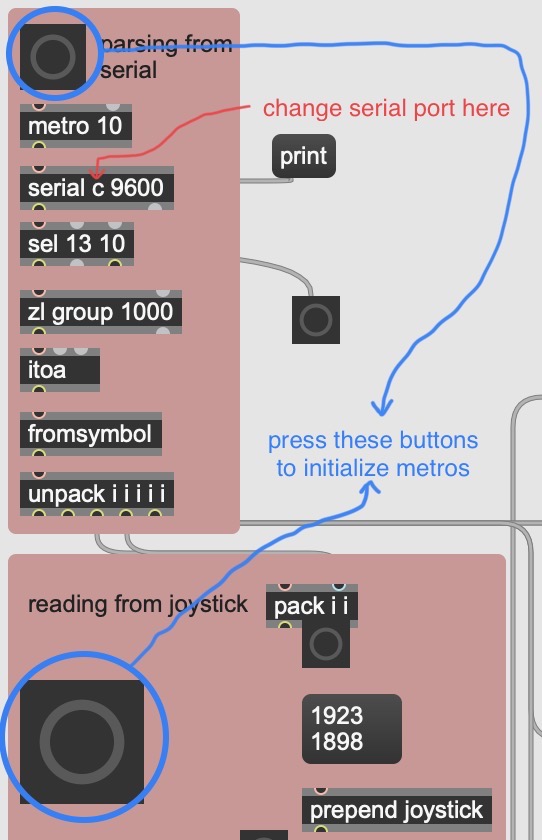 parsing from
serial
metro 10
change serial port here
print
serial c 9600
sel 13 10
zl group 1000
itoa
fromsymbol
press these buttons
to initialize metros
unpack i i i i i
reading from joystick
pack i i
1923
1898
prepend joystick